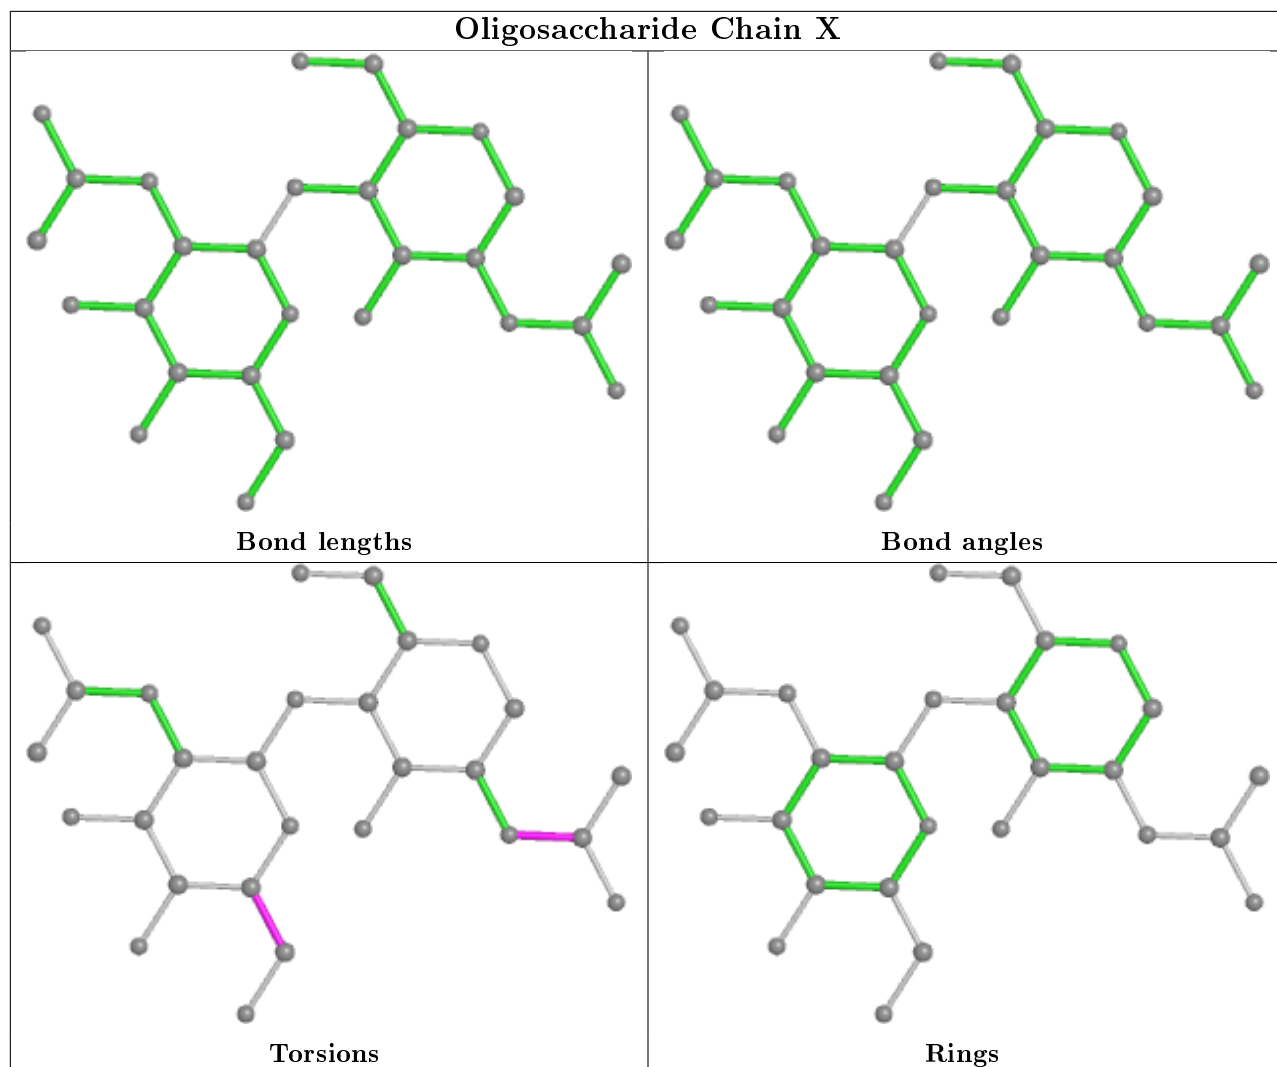 Oligosaccharide Chain X
Bond lengths
Bond angles
Torsions
Rings